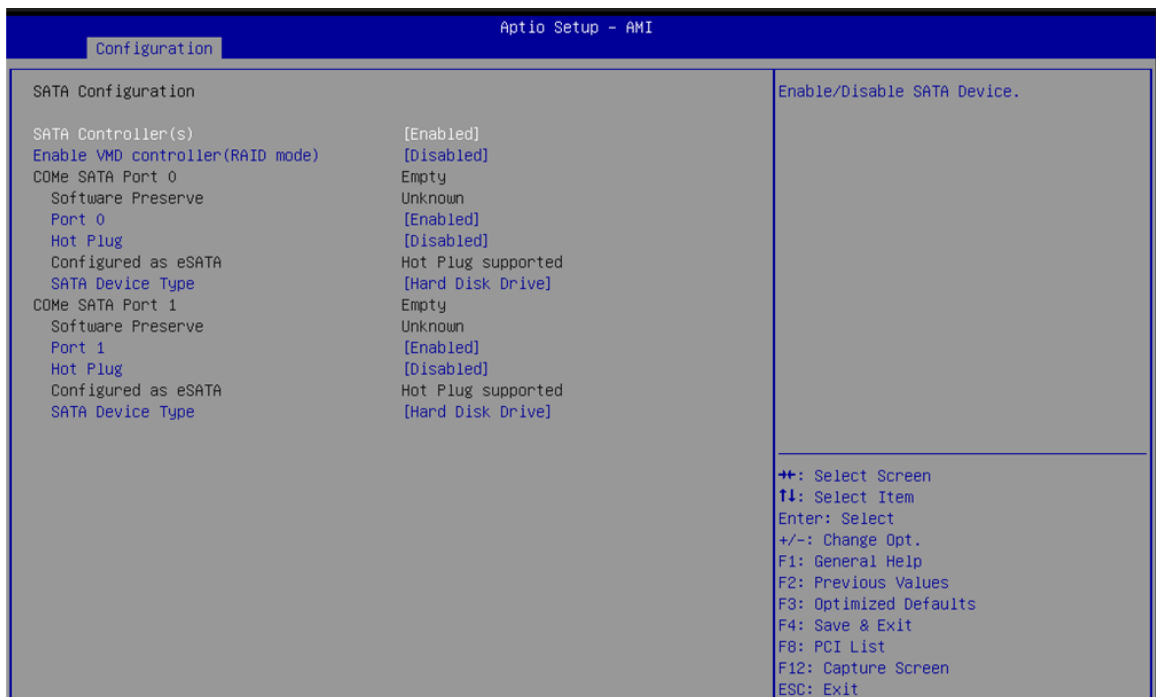 Aptio Setup – AMI
Configuration
SATA Configuration
SATA Controller(s) [Enabled]
Enable VMD controller(RAID mode) [Disabled]
COMe SATA Port 0 Empty
Software Preserve Unknown
Port 0 [Enabled]
Hot Plug [Disabled]
Configured as eSATA Hot Plug supported
SATA Device Type [Hard Disk Drive]
COMe SATA Port 1 Empty
Software Preserve Unknown
Port 1 [Enabled]
Hot Plug [Disabled]
Configured as eSATA Hot Plug supported
SATA Device Type [Hard Disk Drive]
Enable/Disable SATA Device.
→←: Select Screen
↑↓: Select Item
Enter: Select
+/-: Change Opt.
F1: General Help
F2: Previous Values
F3: Optimized Defaults
F4: Save & Exit
F8: PCI List
F12: Capture Screen
ESC: Exit